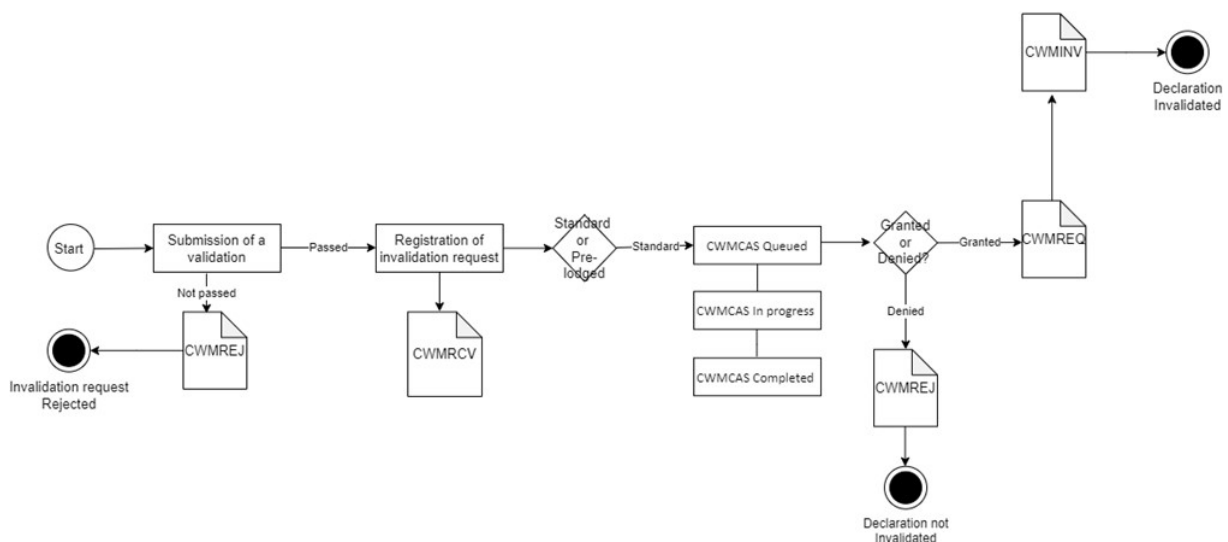 CWMINV
Declaration
Invalidated
Start
Submission of a
validation
Passed
Registration of
invalidation request
Standard
or
Pre-
lodged
Standard
CWMCAS Queued
Granted
or
Denied?
Granted
CWMREQ
Not passed
CWMREJ
Invalidation request
Rejected
CWMRCV
CWMCAS In progress
CWMCAS Completed
Denied
CWMREJ
Declaration not
Invalidated